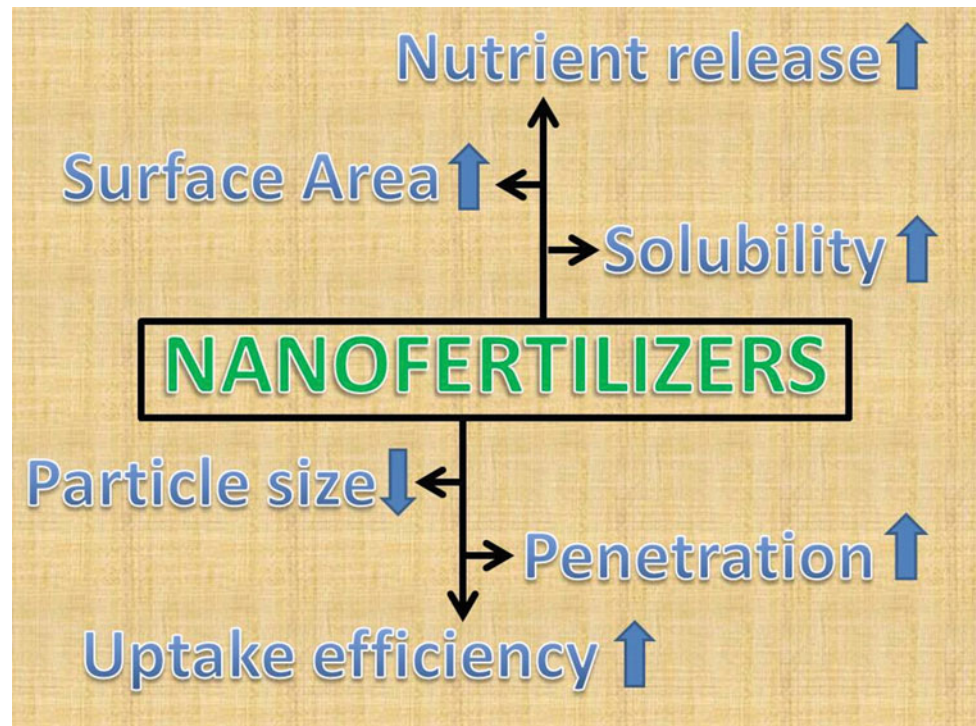 Nutrient release
Surface Area
Solubility
NANOFERTILIZERS
Particle size
Penetration
Uptake efficiency